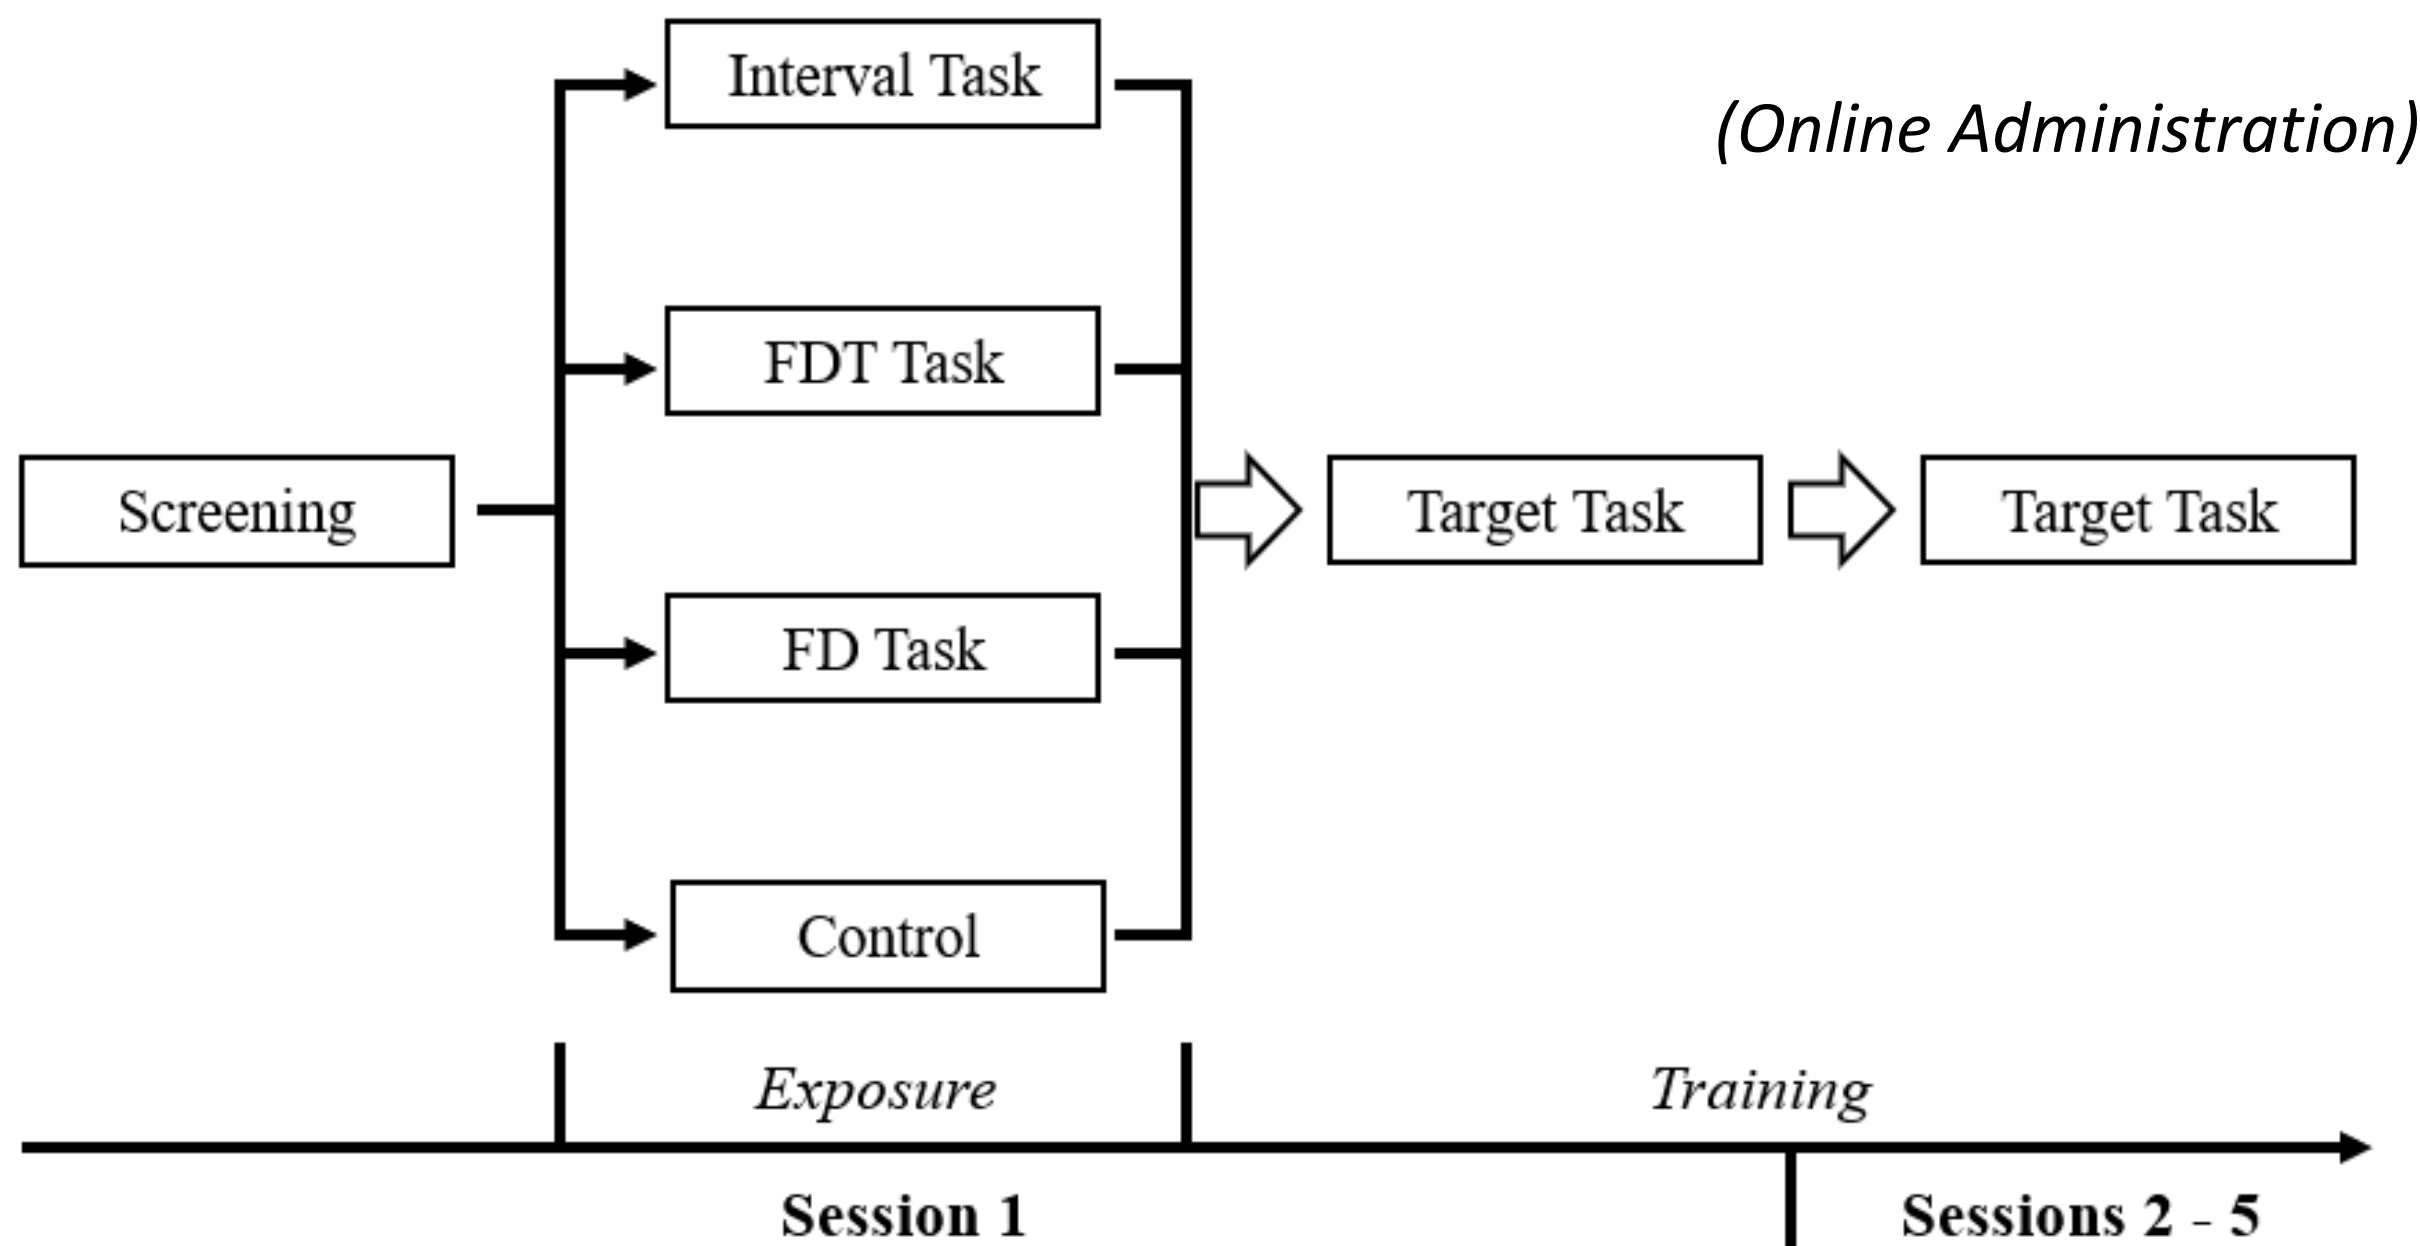 Interval Task
(Online Administration)
FDT Task
Screening
Target Task
Target Task
FD Task
Control
Exposure
Training
Session 1
Sessions 2 - 5